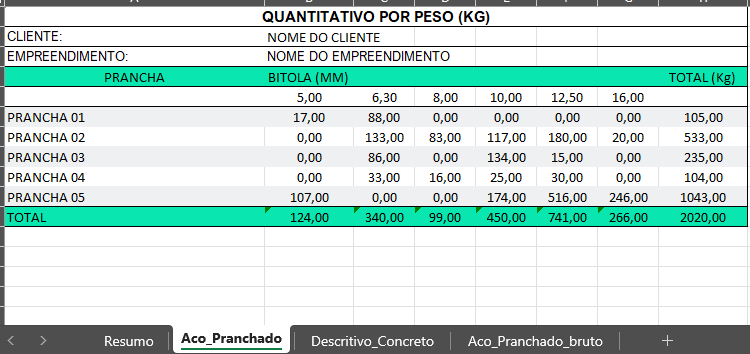 QUANTITATIVO POR PESO (KG)
CLIENTE: NOME DO CLIENTE
EMPREENDIMENTO: NOME DO EMPREENDIMENTO
PRANCHA BITOLA (MM) TOTAL (Kg)
5,00 6,30 8,00 10,00 12,50 16,00
PRANCHA 01 17,00 88,00 0,00 0,00 0,00 0,00 105,00
PRANCHA 02 0,00 133,00 83,00 117,00 180,00 20,00 533,00
PRANCHA 03 0,00 86,00 0,00 134,00 15,00 0,00 235,00
PRANCHA 04 0,00 33,00 16,00 25,00 30,00 0,00 104,00
PRANCHA 05 107,00 0,00 0,00 174,00 516,00 246,00 1043,00
TOTAL 124,00 340,00 99,00 450,00 741,00 266,00 2020,00
Resumo Aco_Pranchado Descritivo_Concreto Aco_Pranchado_bruto